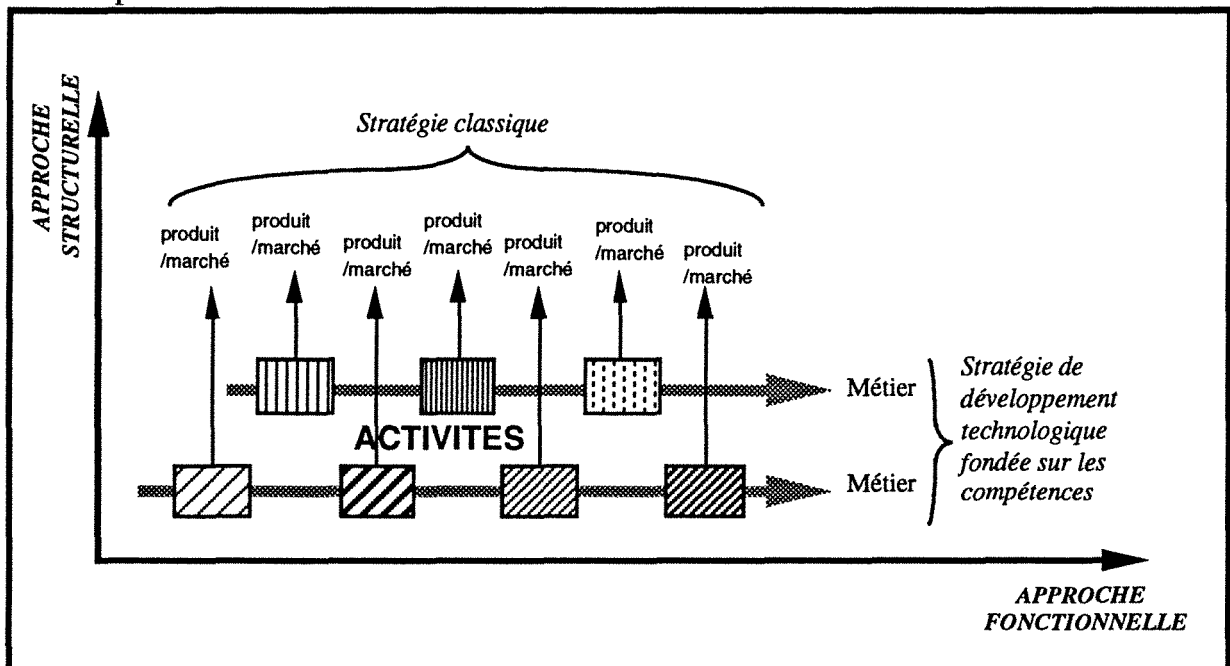 APPROCHE
STRUCTURELLE
Stratégie classique
produit
/marché
produit
/marché
produit
/marché
produit
/marché
produit
/marché
produit
/marché
produit
/marché
Métier
ACTIVITES
Métier
Stratégie de
développement
technologique
fondée sur les
compétences
APPROCHE
FONCTIONNELLE